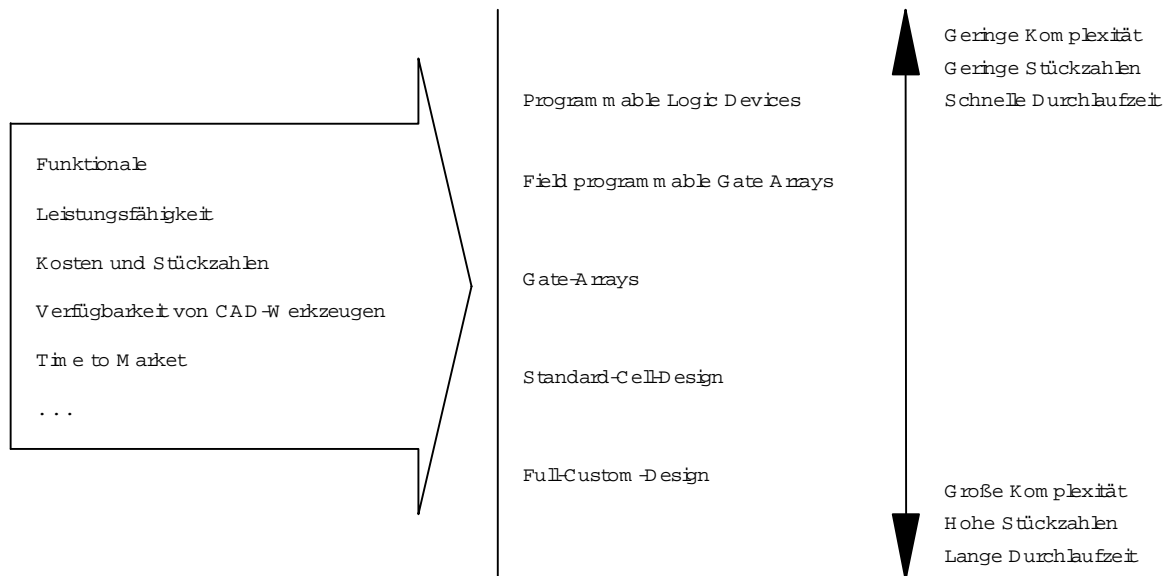 Funktionale
Leistungsfähigkeit
Kosten und Stückzahlen
Verfügbarkeit von CAD-Werkzeugen
Time to Market
...
Programmable Logic Devices
Field programmable Gate Arrays
Gate-Arrays
Standard-Cell-Design
Full-Custom-Design
Geringe Komplexität
Geringe Stückzahlen
Schnelle Durchlaufzeit
Große Komplexität
Hohe Stückzahlen
Lange Durchlaufzeit